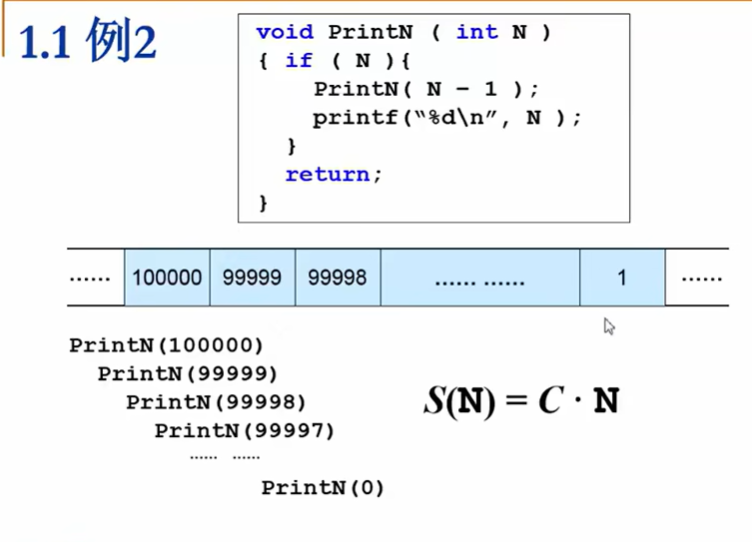 1.1 例2
void PrintN ( int N )
{ if ( N ){
PrintN( N - 1 );
printf(“%d\n”, N );
}
return;
}
...... 100000 99999 99998 ...... ...... 1 ......
PrintN(100000)
PrintN(99999)
PrintN(99998)
PrintN(99997)
...... ......
PrintN(0)
S(N) = C · N